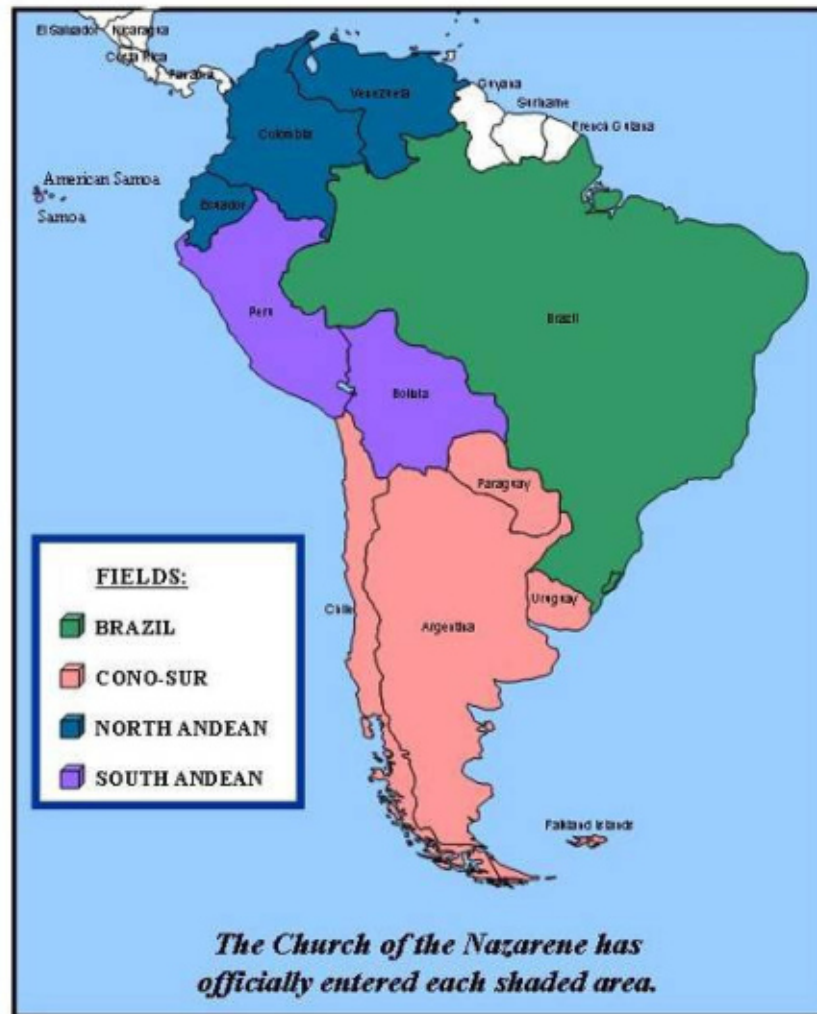 El Salvador
Nicaragua
Costa Rica
Panama
Venezuela
Guyana
Suriname
French Guiana
Colombia
American Samoa
Samoa
Ecuador
Peru
Brazil
Bolivia
Paraguay
Chile
Argentina
Uruguay
Falkland Islands
FIELDS:
BRAZIL
CONO-SUR
NORTH ANDEAN
SOUTH ANDEAN
The Church of the Nazarene has
officially entered each shaded area.